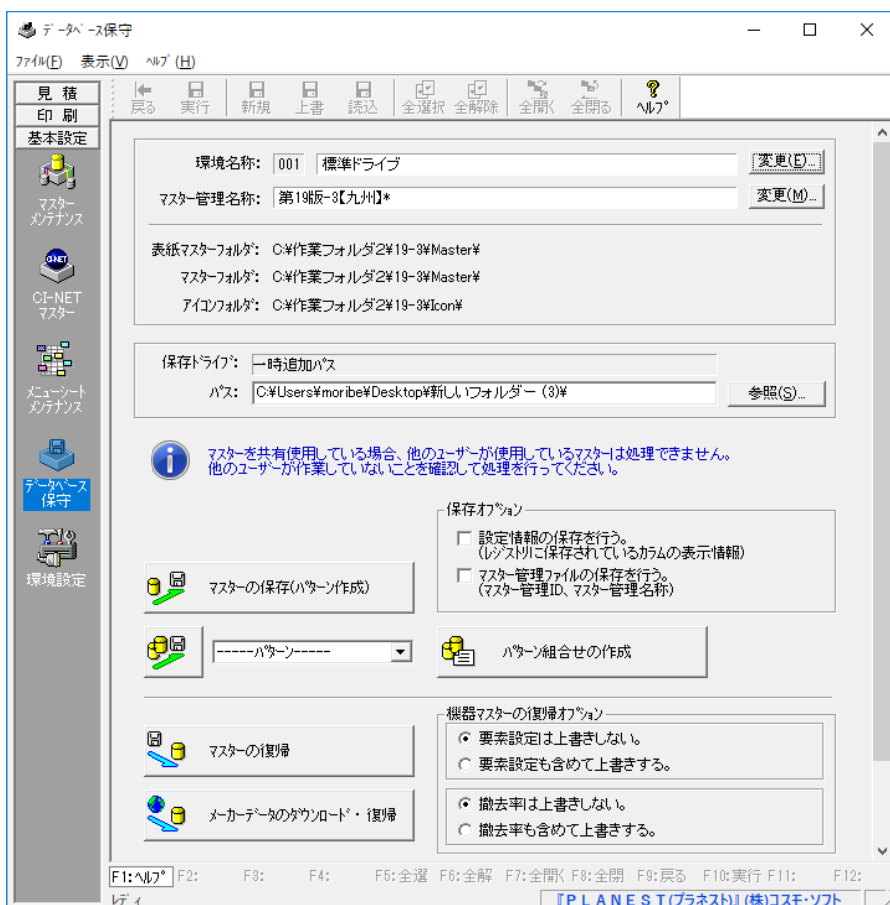 ﾃﾞｰﾀﾍﾞｰｽ保守
ﾌｧｲﾙ(F) 表示(V) ﾍﾙﾌﾟ(H)
見 積
印 刷
基本設定
戻る 実行 新規 上書 読込 全選択 全解除 全開く 全閉る ﾍﾙﾌﾟ
ﾏｽﾀｰ
ﾒﾝﾃﾅﾝｽ
CI-NET
CI-NET
ﾏｽﾀｰ
ﾒﾆｭｰｼｰﾄ
ﾒﾝﾃﾅﾝｽ
ﾃﾞｰﾀﾍﾞｰｽ
保守
環境設定
環境名称: 001 標準ドライブ 変更(E)...
マスター管理名称: 第19版-3【九州】* 変更(M)...
表紙ﾏｽﾀｰﾌｫﾙﾀﾞ: C:¥作業フォルダ2¥19-3¥Master¥
ﾏｽﾀｰﾌｫﾙﾀﾞ: C:¥作業フォルダ2¥19-3¥Master¥
ｱｲｺﾝﾌｫﾙﾀﾞ: C:¥作業フォルダ2¥19-3¥Icon¥
保存ﾄﾞﾗｲﾌﾞ: 一時追加ﾊﾟｽ
ﾊﾟｽ: C:¥Users¥moribe¥Desktop¥新しいフォルダー (3)¥ 参照(S)...
ﾏｽﾀｰを共有使用している場合、他のﾕｰｻﾞｰが使用しているﾏｽﾀｰは処理できません。
他のﾕｰｻﾞｰが作業していないことを確認して処理を行ってください。
保存ｵﾌﾟｼｮﾝ
設定情報の保存を行う。
(ﾚｼﾞｽﾄﾘに保存されているｶﾗﾑの表示情報)
ﾏｽﾀｰ管理ﾌｧｲﾙの保存を行う。
(ﾏｽﾀｰ管理ID、ﾏｽﾀｰ管理名称)
ﾏｽﾀｰの保存(ﾊﾟﾀｰﾝ作成)
-----ﾊﾟﾀｰﾝ----- ﾊﾟﾀｰﾝ組合せの作成
機器ﾏｽﾀｰの復帰ｵﾌﾟｼｮﾝ
要素設定は上書きしない。
要素設定も含めて上書きする。
ﾏｽﾀｰの復帰
撤去率は上書きしない。
撤去率も含めて上書きする。
ﾒｰｶｰﾃﾞｰﾀのﾀﾞｳﾝﾛｰﾄﾞ・復帰
F1:ﾍﾙﾌﾟ F2: F3: F4: F5:全選 F6:全解 F7:全開く F8:全閉 F9:戻る F10:実行 F11: F12:
ﾚﾃﾞｨ 『ＰＬＡＮＥＳＴ(プラネスト)』 (株)コスモ・ソフト